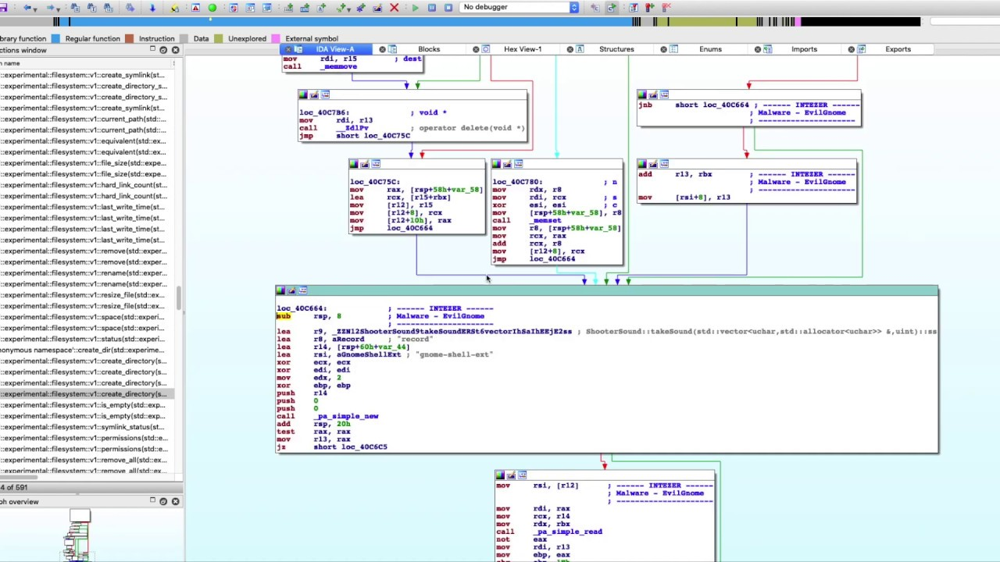 No debugger
brary function Regular function Instruction Data Unexplored External symbol
ctions window
IDA View-A Blocks Hex View-1 Structures Enums Imports Exports
n name
::experimental::filesystem::v1::create_symlink(st...
::experimental::filesystem::v1::create_directory_s...
::experimental::filesystem::v1::create_directory_s...
::experimental::filesystem::v1::create_symlink(st...
::experimental::filesystem::v1::current_path(std::...
::experimental::filesystem::v1::current_path(std::...
::experimental::filesystem::v1::equivalent(std::ex...
::experimental::filesystem::v1::equivalent(std::ex...
::experimental::filesystem::v1::file_size(std::expe...
::experimental::filesystem::v1::file_size(std::expe...
::experimental::filesystem::v1::hard_link_count(st...
::experimental::filesystem::v1::hard_link_count(st...
::experimental::filesystem::v1::last_write_time(st...
::experimental::filesystem::v1::last_write_time(st...
::experimental::filesystem::v1::last_write_time(st...
::experimental::filesystem::v1::last_write_time(st...
::experimental::filesystem::v1::remove(std::exper...
::experimental::filesystem::v1::remove(std::exper...
::experimental::filesystem::v1::rename(std::exper...
::experimental::filesystem::v1::rename(std::exper...
::experimental::filesystem::v1::resize_file(std::ex...
::experimental::filesystem::v1::resize_file(std::ex...
::experimental::filesystem::v1::space(std::experi...
::experimental::filesystem::v1::space(std::experi...
::experimental::filesystem::v1::status(std::experi...
nonymous namespace'::create_dir(std::experime...
::experimental::filesystem::v1::create_directory(s...
::experimental::filesystem::v1::create_directory(s...
::experimental::filesystem::v1::create_directory(s...
::experimental::filesystem::v1::create_directory(s...
::experimental::filesystem::v1::is_empty(std::exp...
::experimental::filesystem::v1::is_empty(std::exp...
::experimental::filesystem::v1::symlink_status(st...
::experimental::filesystem::v1::permissions(std::e...
::experimental::filesystem::v1::permissions(std::e...
::experimental::filesystem::v1::remove_all(std::ex...
::experimental::filesystem::v1::remove_all(std::ex...
4 of 591
ph overview
mov rdi, r15 ; dest
call _memmove
loc_40C7B6: ; void *
mov rdi, r13
call __ZdlPv ; operator delete(void *)
jmp short loc_40C75C
jnb short loc_40C664 ; ------ INTEZER ------
; Malware - EvilGnome
; ---------------------
loc_40C75C:
mov rax, [rsp+58h+var_58]
lea rcx, [r15+rbx]
mov [r12], r15
mov [r12+8], rcx
mov [r12+10h], rax
jmp loc_40C664
loc_40C780: ; n
mov rdx, r8
mov rdi, rcx ; s
xor esi, esi ; c
mov [rsp+58h+var_58], r8
call _memset
mov r8, [rsp+58h+var_58]
mov rcx, rax
add rcx, r8
mov [r12+8], rcx
jmp loc_40C664
add r13, rbx ; ------ INTEZER ------
; Malware - EvilGnome
; ---------------------
mov [rsi+8], r13
loc_40C664: ; ------ INTEZER ------
sub rsp, 8 ; Malware - EvilGnome
; ---------------------
lea r9, _ZZN12ShooterSound9takeSoundERSt6vectorIhSaIhEEjE2ss ; ShooterSound::takeSound(std::vector<uchar,std::allocator<uchar>> &,uint)::ss
lea r8, aRecord ; "record"
lea r14, [rsp+60h+var_44]
lea rsi, aGnomeShellExt ; "gnome-shell-ext"
xor ecx, ecx
xor edi, edi
mov edx, 2
xor ebp, ebp
push r14
push 0
push 0
call _pa_simple_new
add rsp, 20h
test rax, rax
mov r13, rax
jz short loc_40C6C5
mov rsi, [r12] ; ------ INTEZER ------
; Malware - EvilGnome
; ---------------------
mov rdi, rax
mov rcx, r14
mov rdx, rbx
call _pa_simple_read
not eax
mov rdi, r13
mov ebp, eax